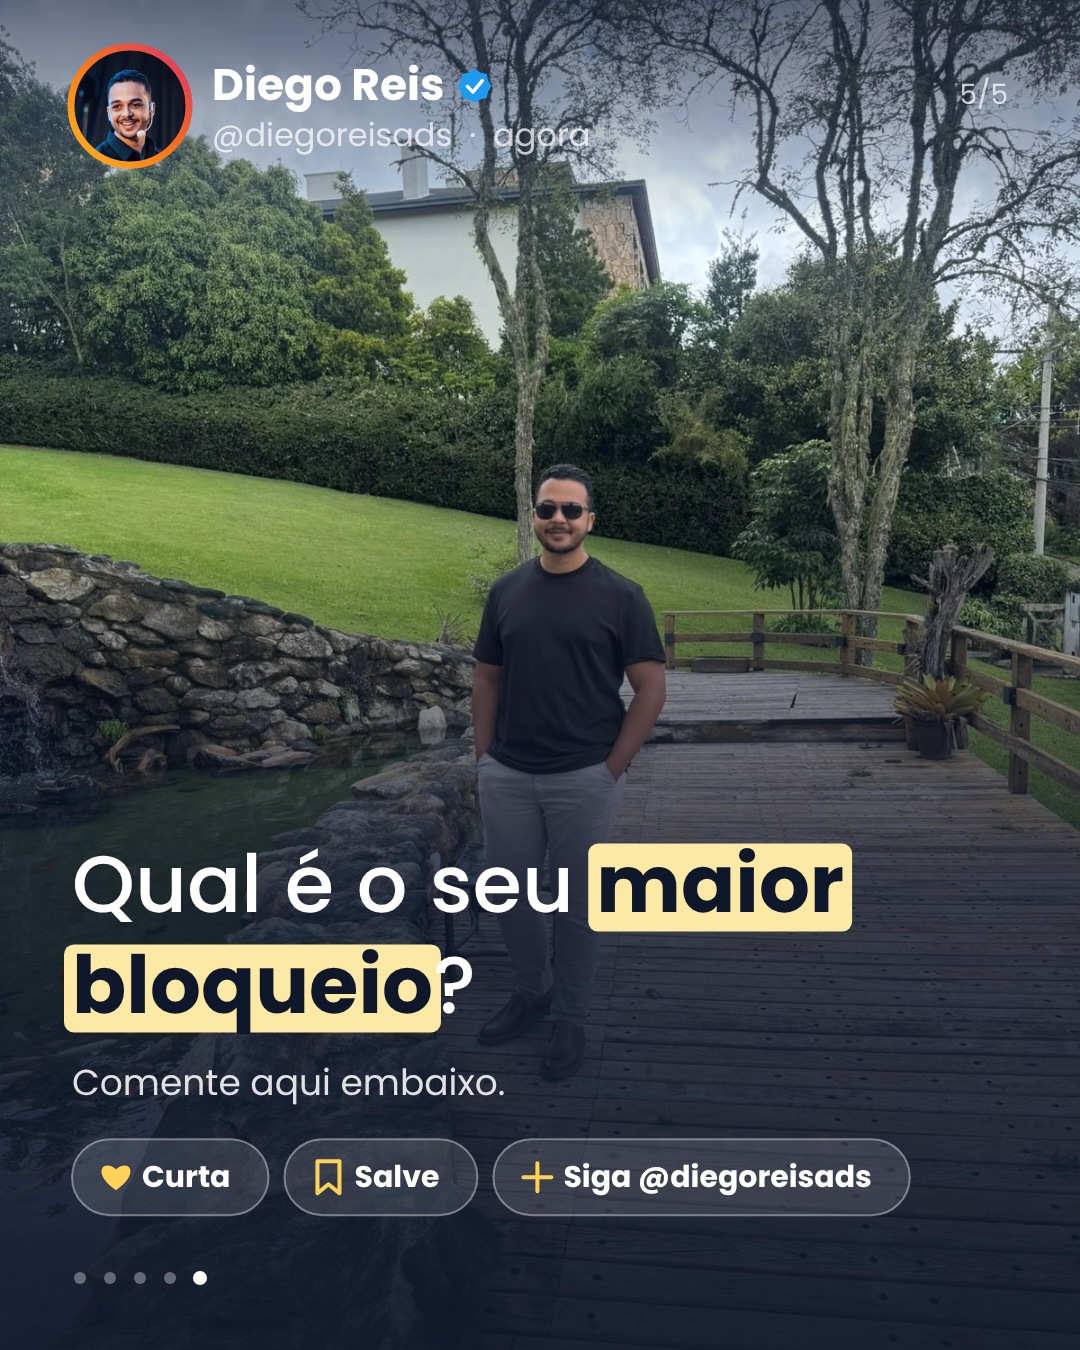 Diego Reis
@diegoreisads · agora
5/5
Qual é o seu maior
bloqueio?
Comente aqui embaixo.
Curta
Salve
Siga @diegoreisads